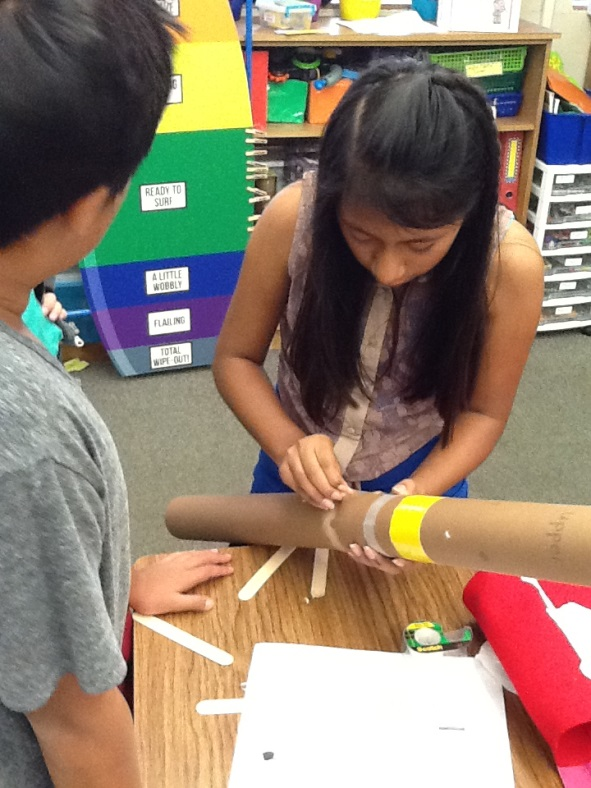 READY TO
SURF
A LITTLE
WOBBLY
FLAILING
TOTAL
WIPE-OUT!